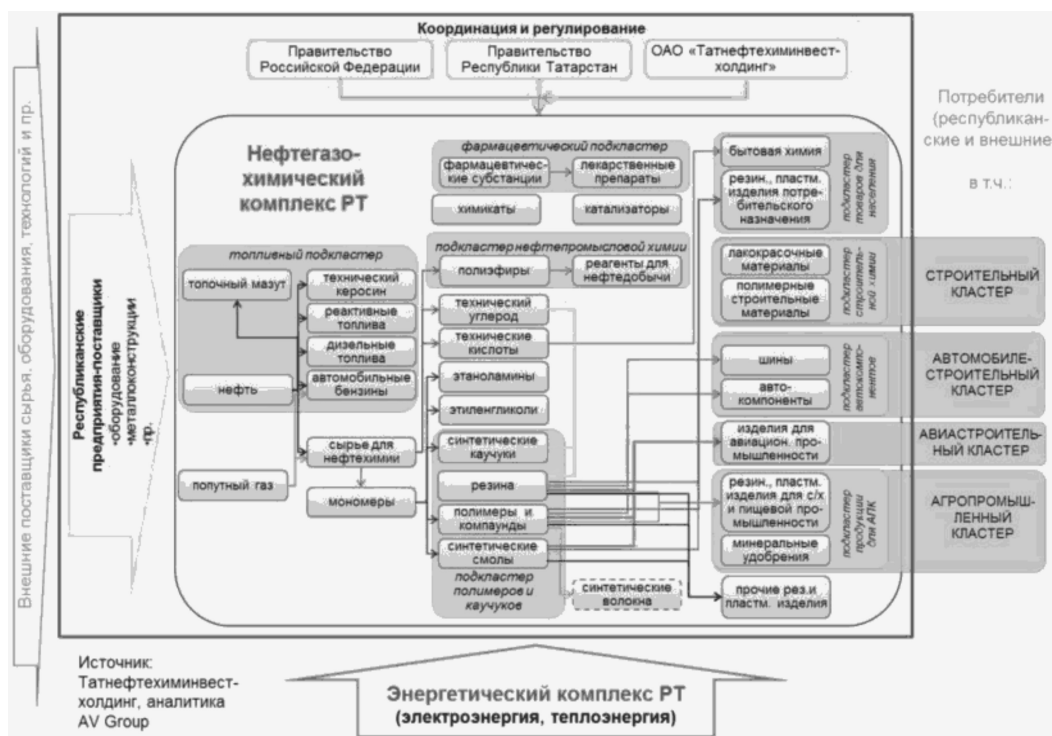 Координация и регулирование
Правительство
Российской Федерации
Правительство
Республики Татарстан
ОАО «Татнефтехиминвест-
холдинг»
Внешние поставщики сырья, оборудования, технологий и пр.
Республиканские
предприятия-поставщики
-оборудование
-металлоконструкции
-пр.
Нефтегазо-
химический
комплекс РТ
фармацевтический подкластер
фармацевтиче-
ские субстанции
лекарственные
препараты
химикаты
катализаторы
топливный подкластер
топочный мазут
технический
керосин
реактивные
топлива
дизельные
топлива
нефть
автомобильные
бензины
сырье для
нефтехимии
попутный газ
мономеры
подкластер нефтепромысловой химии
полиэфиры
реагенты для
нефтедобычи
технический
углерод
технические
кислоты
этаноламины
этиленгликоли
синтетические
каучуки
резина
полимеры и
компаунды
синтетические
смолы
подкластер
полимеров и
каучуков
синтетические
волокна
бытовая химия
резин., пластм.
изделия потре-
бительского
назначения
подкластер
товаров для
населения
лакокрасочные
материалы
полимерные
строительные
материалы
подкластер
строитель-
ной химии
шины
авто-
компоненты
подкластер
автокомпо-
нентов
изделия для
авиацион. про-
мышленности
резин., пластм.
изделия для с/х
и пищевой про-
мышленности
минеральные
удобрения
подкластер
продукции
для АПК
прочие рез.и
пластм. изделия
Потребители
(республикан-
ские и внешние
в т.ч.:
СТРОИТЕЛЬНЫЙ
КЛАСТЕР
АВТОМОБИЛЕ-
СТРОИТЕЛЬНЫЙ
КЛАСТЕР
АВИАСТРОИТЕЛЬ-
НЫЙ КЛАСТЕР
АГРОПРОМЫШ-
ЛЕННЫЙ
КЛАСТЕР
Источник:
Татнефтехиминвест-
холдинг, аналитика
AV Group
Энергетический комплекс РТ
(электроэнергия, теплоэнергия)